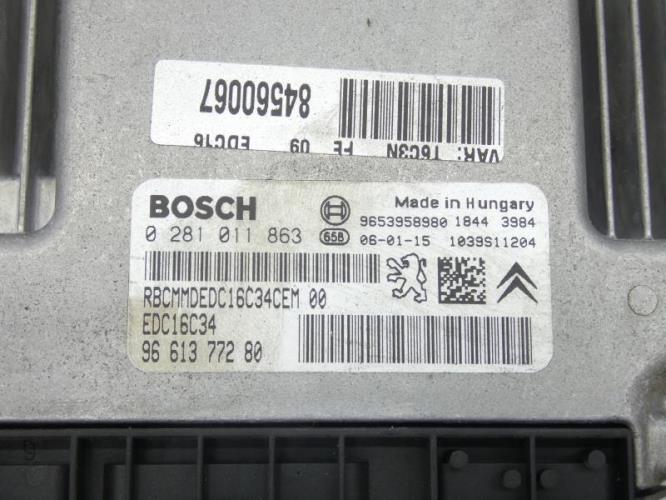 84560067
VAR: T6C3N FE 09 EDC16
BOSCH
Made in Hungary
9653958980 1844 3984
0 281 011 863
658
06-01-15 1039S11204
RBCMMDEDC16C34CEM 00
EDC16C34
96 613 772 80